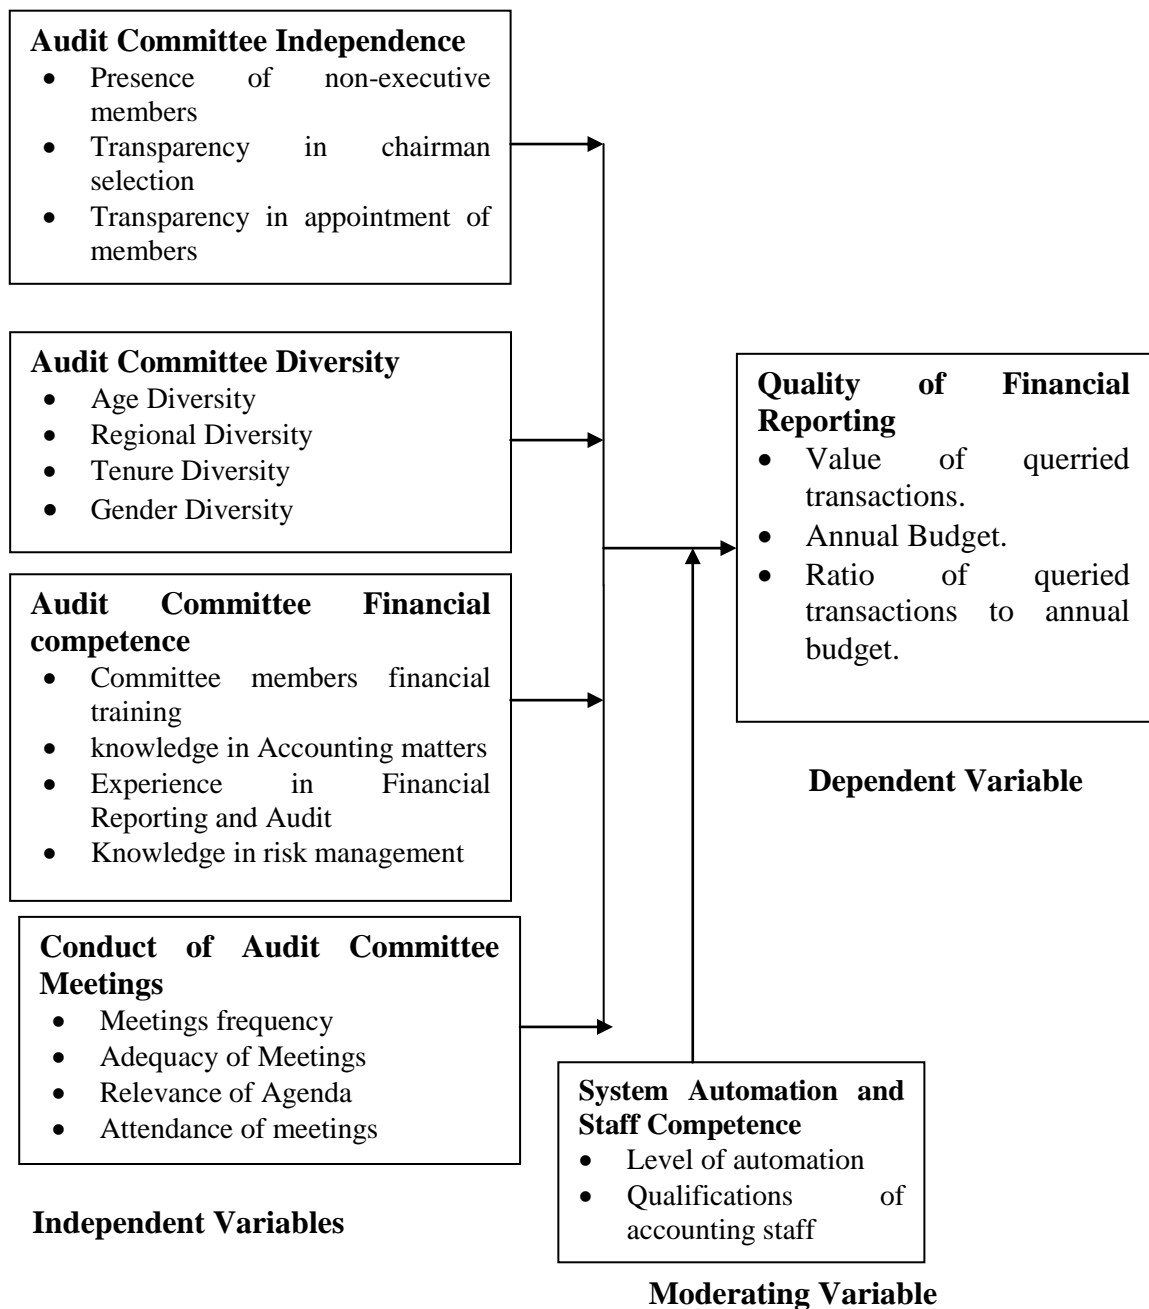 Audit Committee Independence
• Presence of non-executive
members
• Transparency in chairman
selection
• Transparency in appointment of
members
Audit Committee Diversity
• Age Diversity
• Regional Diversity
• Tenure Diversity
• Gender Diversity
Audit Committee Financial
competence
• Committee members financial
training
• knowledge in Accounting matters
• Experience in Financial
Reporting and Audit
• Knowledge in risk management
Conduct of Audit Committee
Meetings
• Meetings frequency
• Adequacy of Meetings
• Relevance of Agenda
• Attendance of meetings
Independent Variables
Quality of Financial
Reporting
• Value of querried
transactions.
• Annual Budget.
• Ratio of queried
transactions to annual
budget.
Dependent Variable
System Automation and
Staff Competence
• Level of automation
• Qualifications of
accounting staff
Moderating Variable